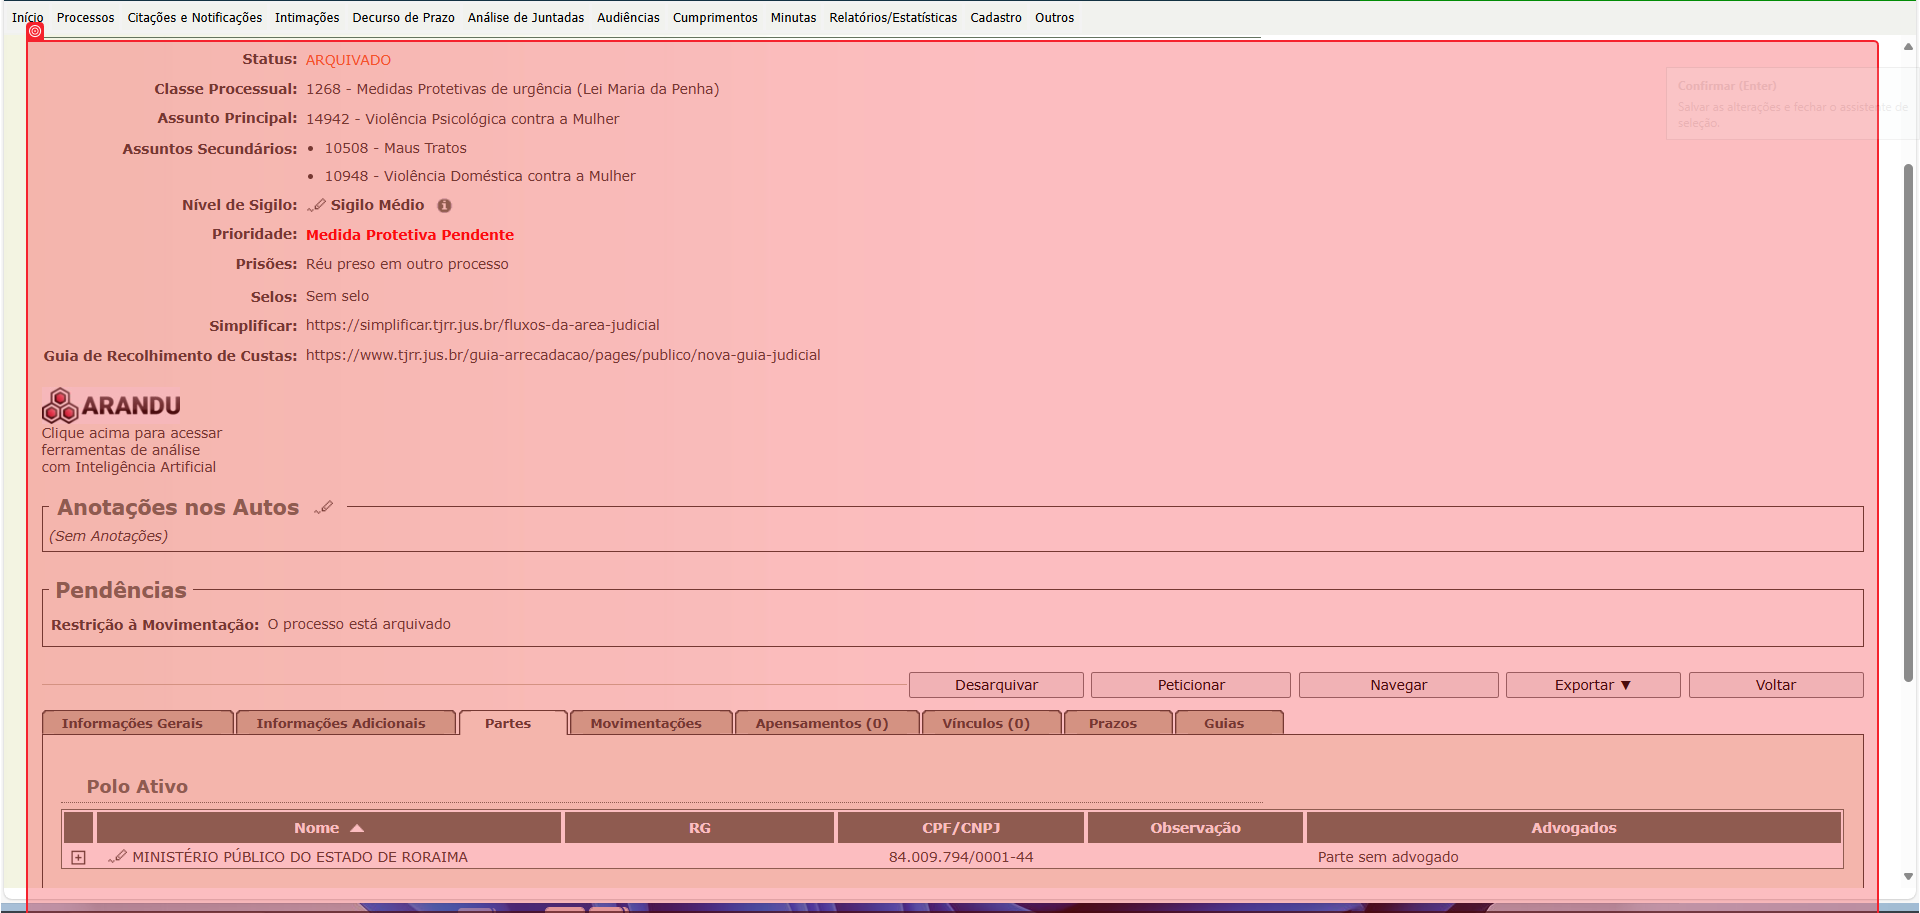 Início Processos Citações e Notificações Intimações Decurso de Prazo Análise de Juntadas Audiências Cumprimentos Minutas Relatórios/Estatísticas Cadastro Outros
Status: ARQUIVADO
Confirmar (Enter)
Salvar as alterações e fechar o assistente de seleção.
Classe Processual: 1268 - Medidas Protetivas de urgência (Lei Maria da Penha)
Assunto Principal: 14942 - Violência Psicológica contra a Mulher
Assuntos Secundários: • 10508 - Maus Tratos
• 10948 - Violência Doméstica contra a Mulher
Nível de Sigilo: Sigilo Médio
Prioridade: Medida Protetiva Pendente
Prisões: Réu preso em outro processo
Selos: Sem selo
Simplificar: https://simplificar.tjrr.jus.br/fluxos-da-area-judicial
Guia de Recolhimento de Custas: https://www.tjrr.jus.br/guia-arrecadacao/pages/publico/nova-guia-judicial
ARANDU
Clique acima para acessar
ferramentas de análise
com Inteligência Artificial
Anotações nos Autos
(Sem Anotações)
Pendências
Restrição à Movimentação: O processo está arquivado
Desarquivar Peticionar Navegar Exportar ▼ Voltar
Informações Gerais Informações Adicionais Partes Movimentações Apensamentos (0) Vínculos (0) Prazos Guias
Polo Ativo
Nome RG CPF/CNPJ Observação Advogados
MINISTÉRIO PÚBLICO DO ESTADO DE RORAIMA 84.009.794/0001-44 Parte sem advogado